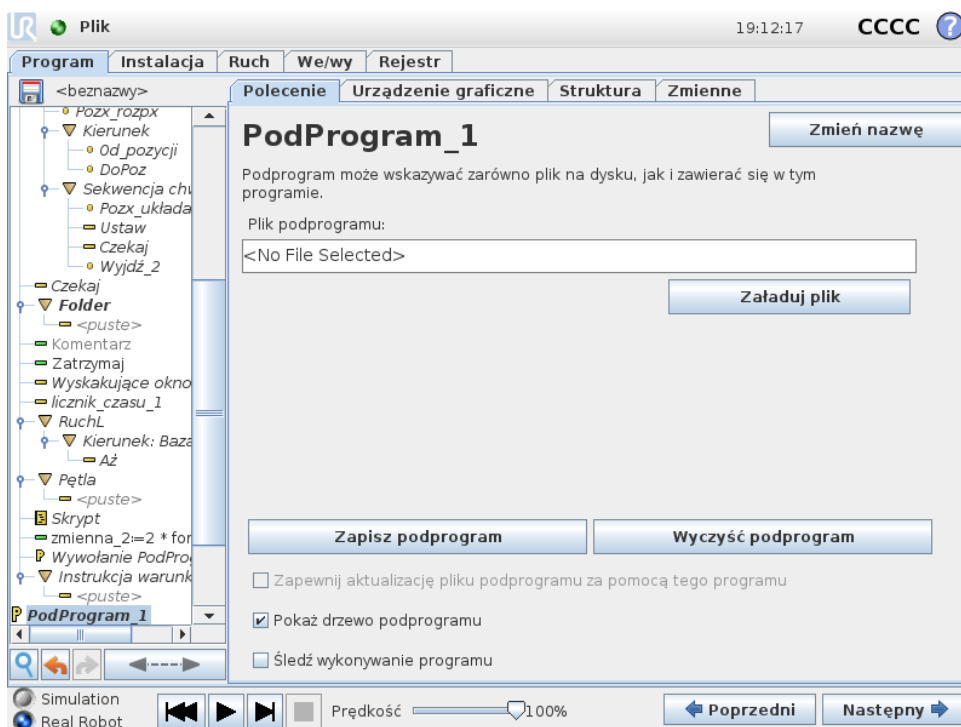 UR Plik 19:12:17 CCCC ?
Program Instalacja Ruch We/wy Rejestr
<beznazwy>
Polecenie Urządzenie graficzne Struktura Zmienne
Pozx_rozpx
Kierunek
Od_pozycji
DoPoz
Sekwencja
Pozx_układa
Ustaw
Czekaj
Wyjdź_2
Czekaj
Folder
<puste>
Komentarz
Zatrzymaj
Wyskakujące okno
licznik_czasu_1
RuchL
Kierunek: Baza
Aż
Pętla
<puste>
Skrypt
zmienna_2:=2 * for
Wywołanie PodPro
Instrukcja warunk
<puste>
PodProgram_1
PodProgram_1
Zmień nazwę
Podprogram może wskazywać zarówno plik na dysku, jak i zawierać się w tym
programie.
Plik podprogramu:
<No File Selected>
Załaduj plik
Zapisz podprogram Wyczyść podprogram
Zapewnij aktualizację pliku podprogramu za pomocą tego programu
Pokaż drzewo podprogramu
Śledź wykonywanie programu
Simulation
Real Robot
Prędkość 100%
Poprzedni Następny